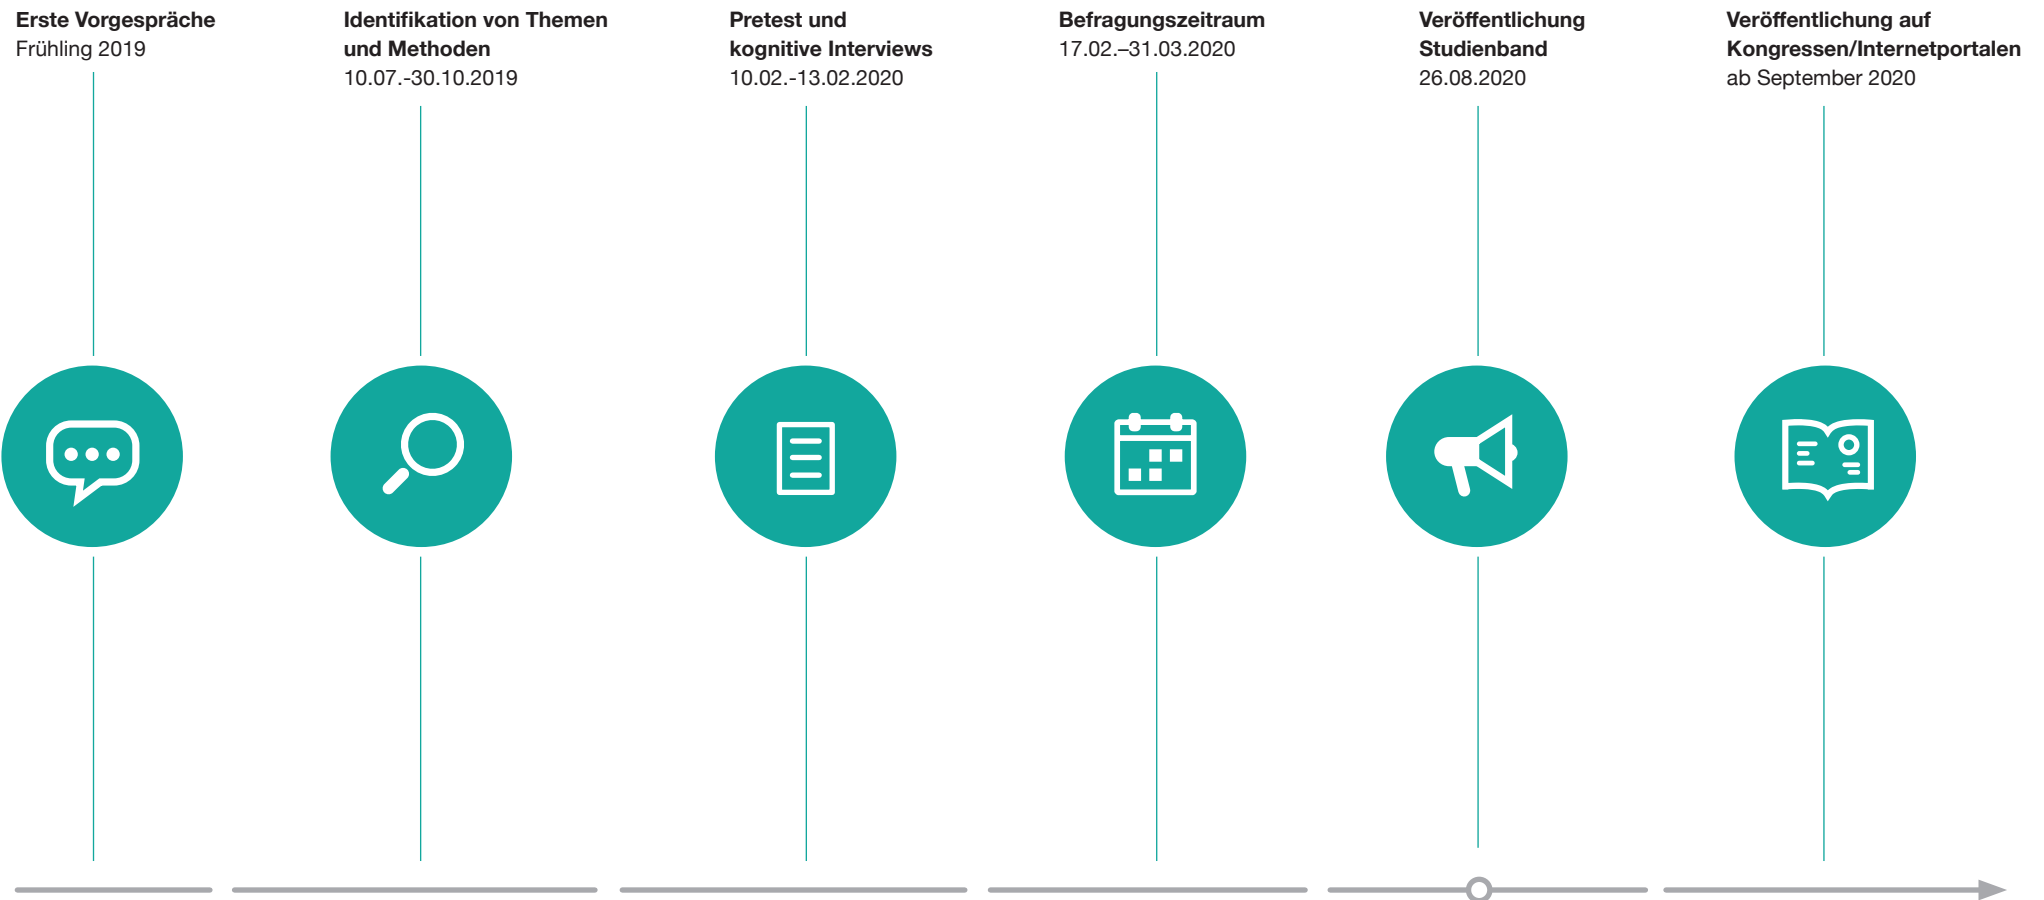 Erste Vorgespräche
Frühling 2019
Identifikation von Themen
und Methoden
10.07.-30.10.2019
Pretest und
kognitive Interviews
10.02.-13.02.2020
Befragungszeitraum
17.02.–31.03.2020
Veröffentlichung
Studienband
26.08.2020
Veröffentlichung auf
Kongressen/Internetportalen
ab September 2020